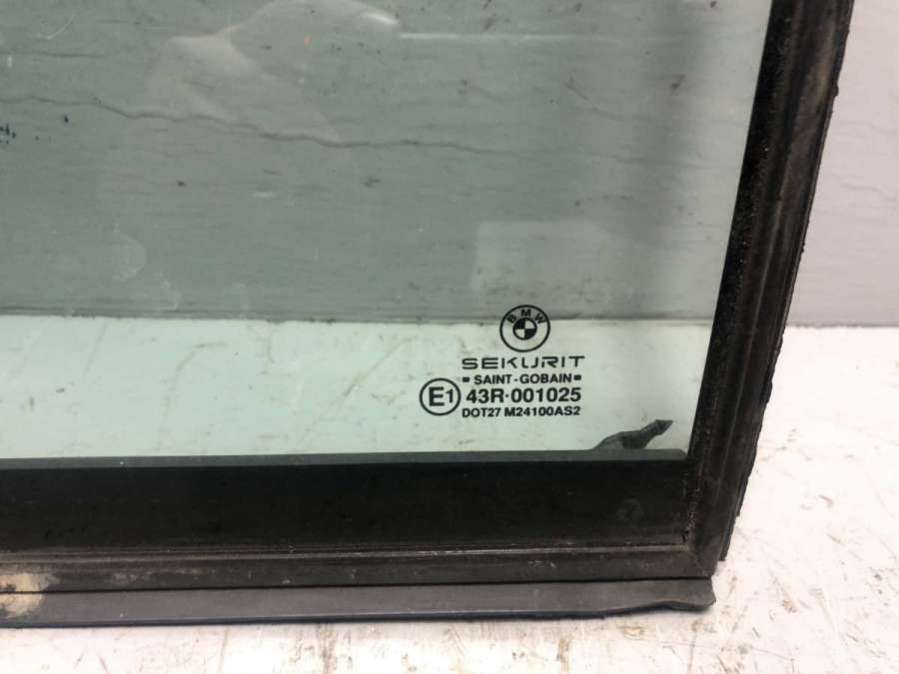 BMW
SEKURIT
SAINT-GOBAIN
E1 43R·001025
DOT27 M24100AS2